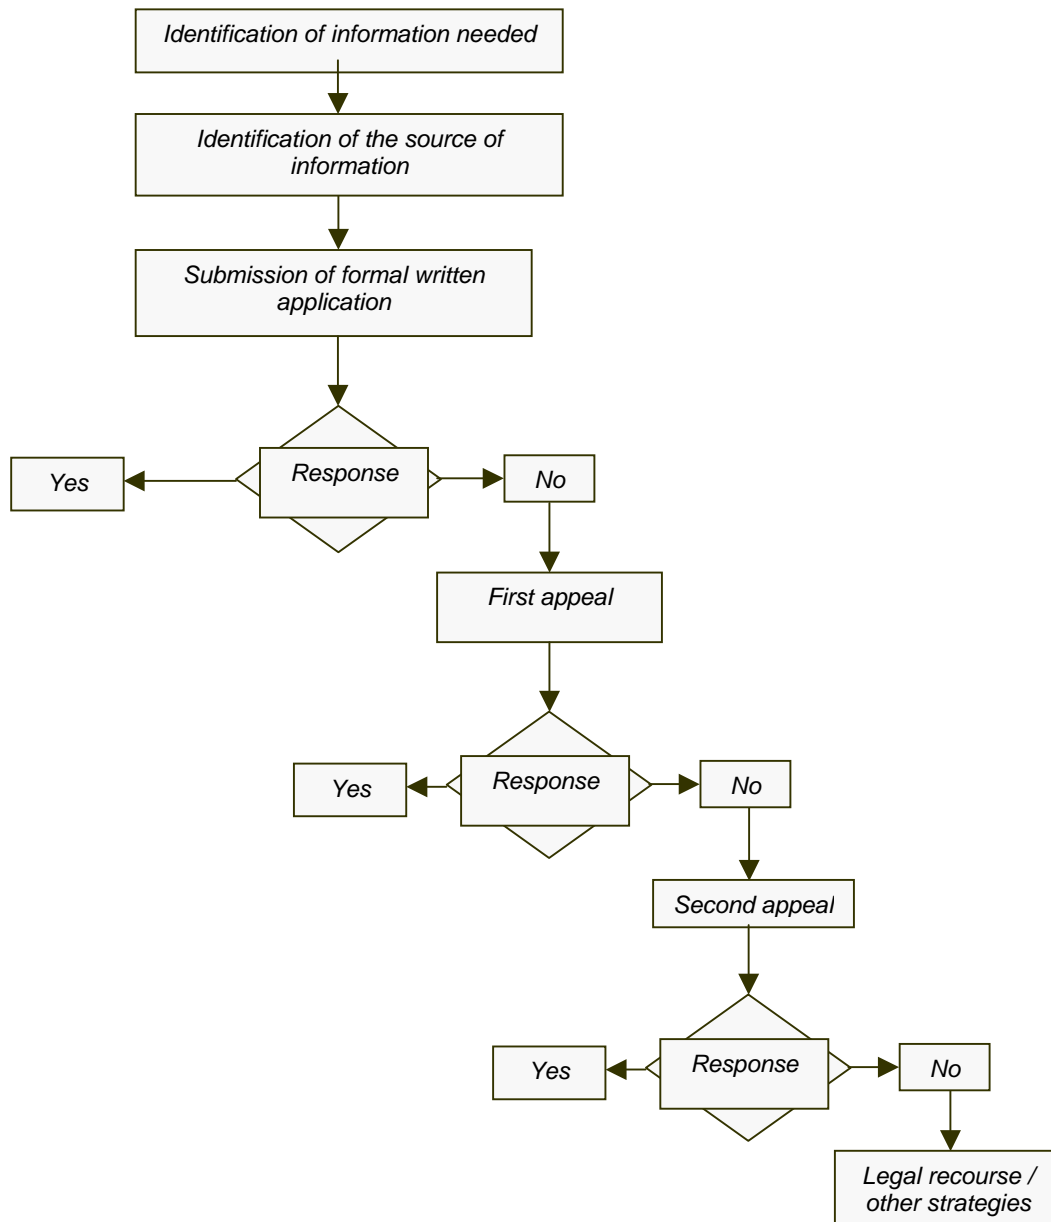 Identification of information needed
Identification of the source of
information
Submission of formal written
application
Yes
Response
No
First appeal
Yes
Response
No
Second appeal
Yes
Response
No
Legal recourse /
other strategies